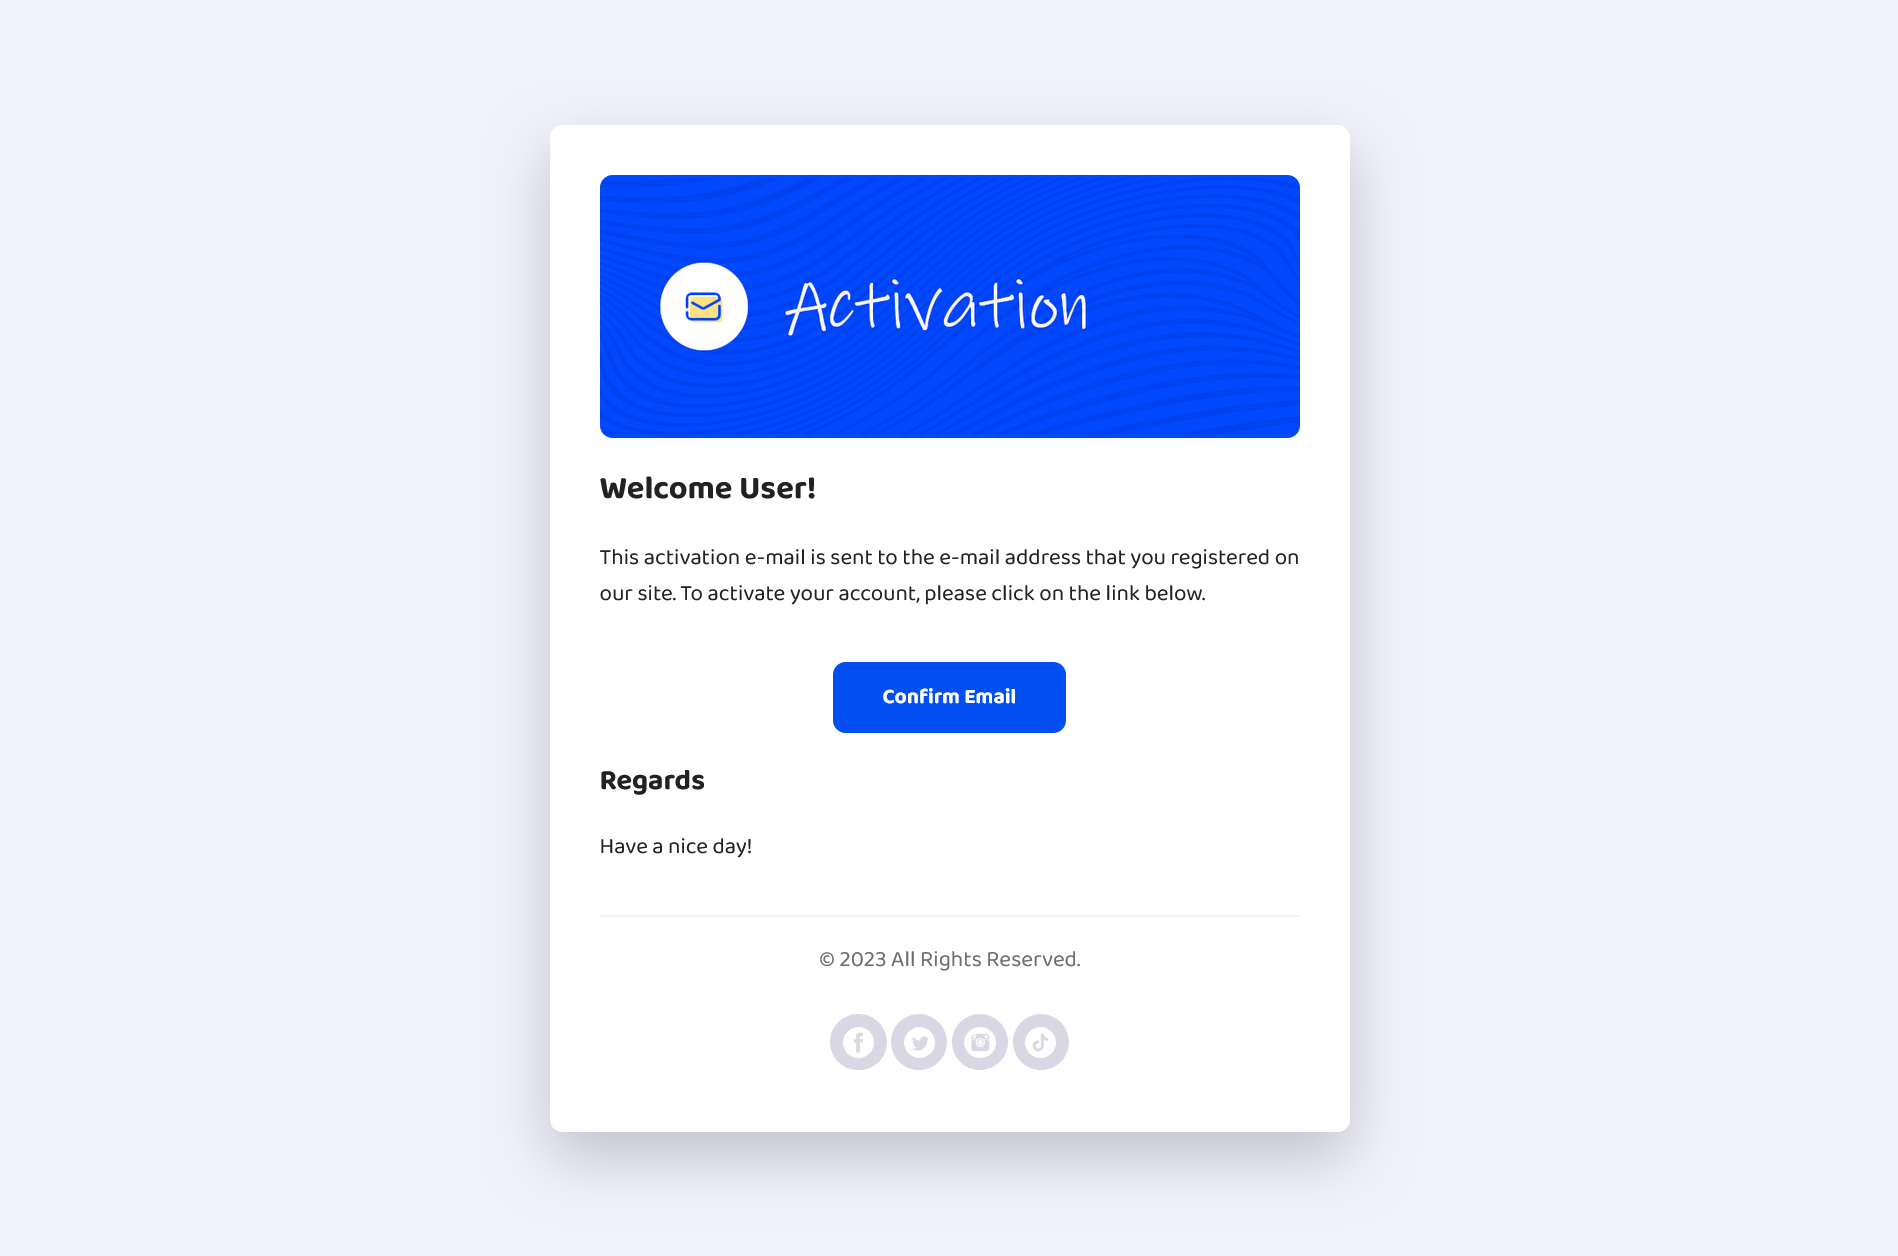 Activation
Welcome User!
This activation e-mail is sent to the e-mail address that you registered on
our site. To activate your account, please click on the link below.
Confirm Email
Regards
Have a nice day!
© 2023 All Rights Reserved.